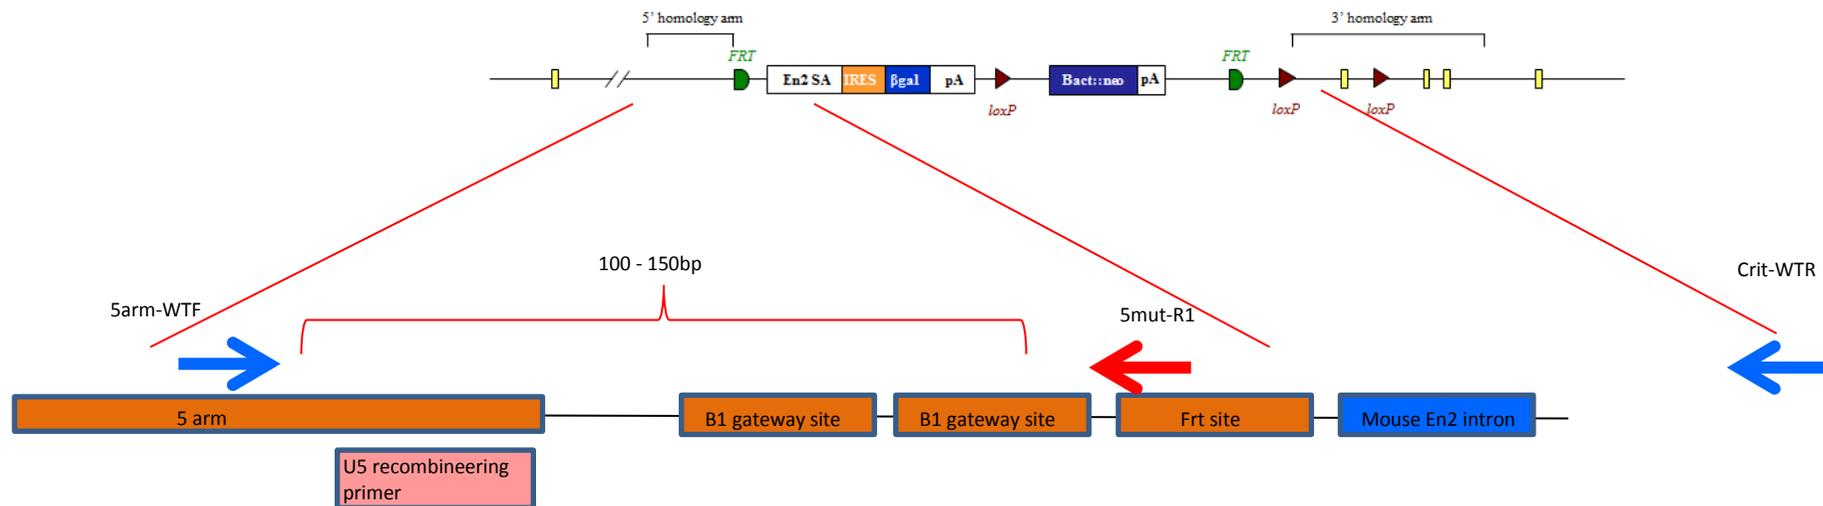 5' homology arm
3' homology arm
FRT
FRT
En2 SA
IRES
βgal
pA
Bact::neo
pA
loxP
loxP
loxP
100 - 150bp
Crit-WTR
5arm-WTF
5mut-R1
5 arm
B1 gateway site
B1 gateway site
Frt site
Mouse En2 intron
U5 recombineering
primer